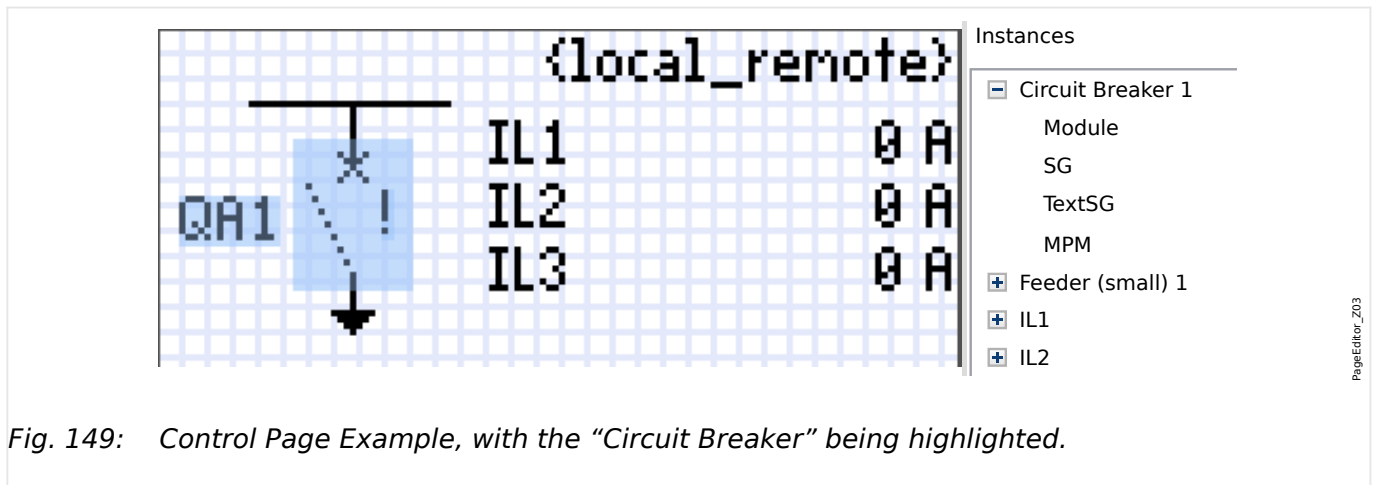 {local_remote}
IL1 0 A
QA1 ! IL2 0 A
IL3 0 A
Instances
Circuit Breaker 1
Module
SG
TextSG
MPM
Feeder (small) 1
IL1
IL2
PageEditor_Z03
Fig. 149: Control Page Example, with the “Circuit Breaker” being highlighted.